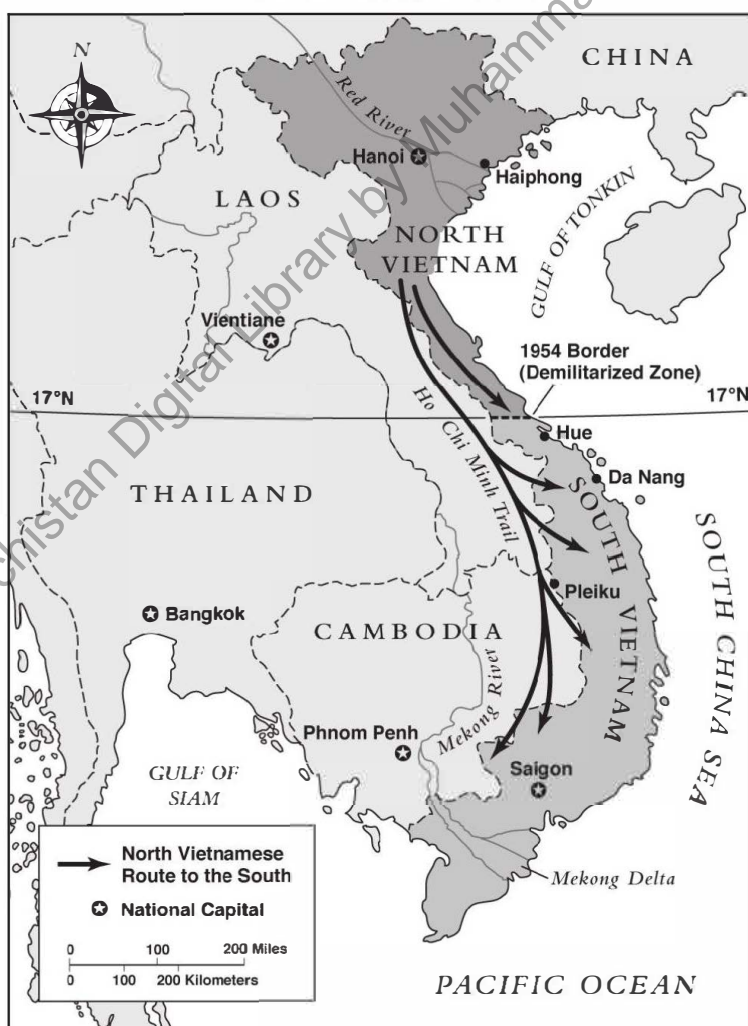 CHINA
N
Red River
Hanoi
Haiphong
LAOS
GULF OF TONKIN
NORTH
VIETNAM
Vientiane
1954 Border
(Demilitarized Zone)
17°N
17°N
Ho Chi Minh Trail
Hue
Da Nang
THAILAND
SOUTH VIETNAM
SOUTH CHINA SEA
Pleiku
Bangkok
CAMBODIA
Mekong River
Phnom Penh
Saigon
GULF OF
SIAM
Mekong Delta
North Vietnamese
Route to the South
National Capital
0 100 200 Miles
0 100 200 Kilometers
PACIFIC OCEAN
Digital Library by